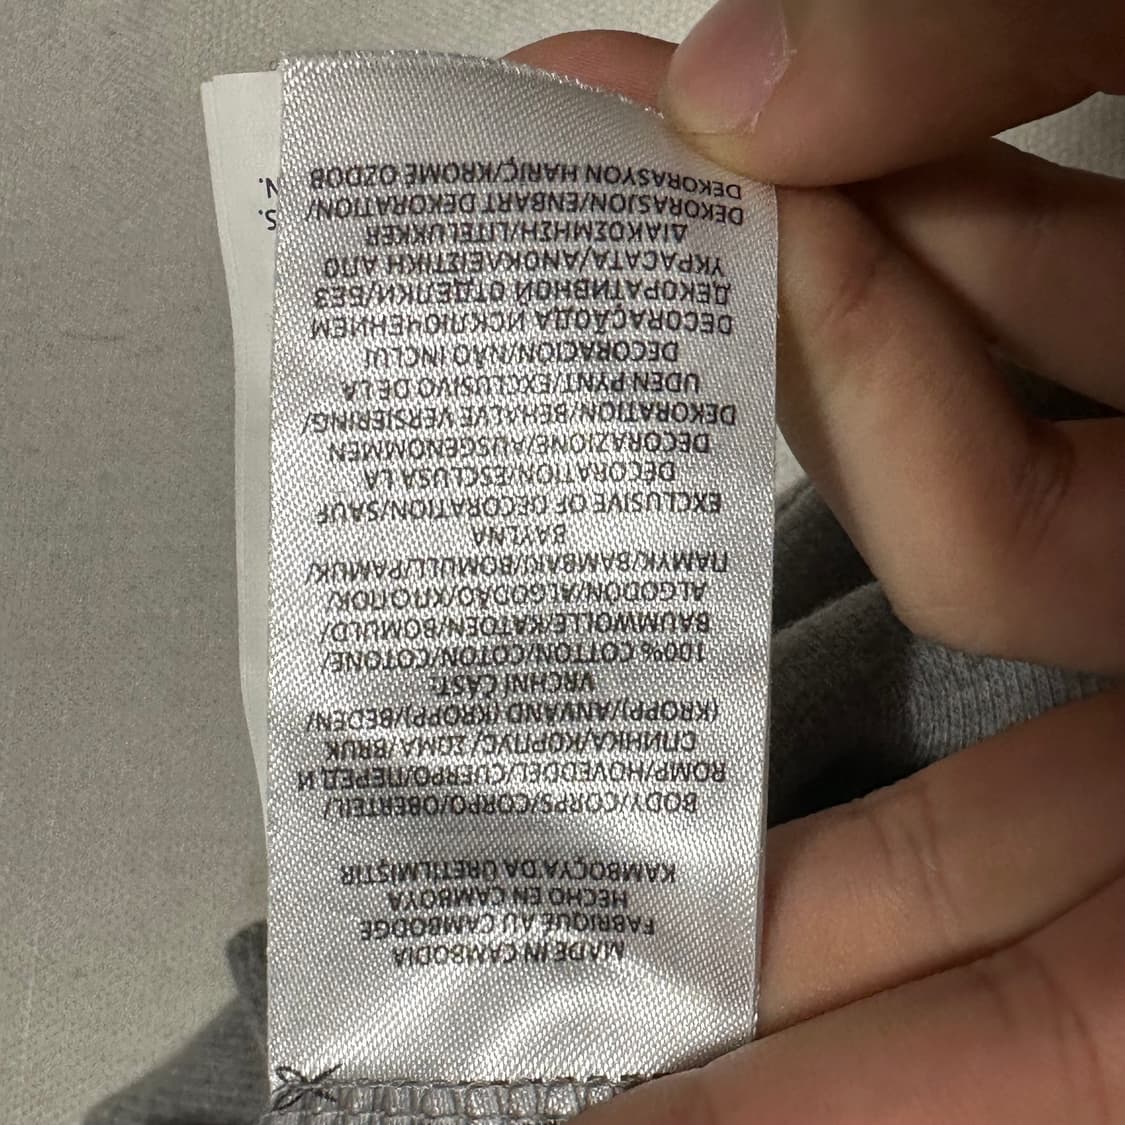 MADE IN CAMBODIA
FABRIQUÉ AU CAMBODGE
HECHO EN CAMBOYA
KAMBOÇYA'DA ÜRETILMIŞTIR
BODY/CORPS/CORPO/OBERTEIL/
ROMP/HOVEDDEL/CUERPO/ПЕРЕД И
СПИНКА/КОРПУС/ΣΩΜΑ/BRUK
(KROPP)/ANVAND (KROPP)/BEDEN/
VRCHNÍ ČÁST:
100% COTTON/COTON/COTONE/
BAUMWOLLE/KATOEN/BOMULD/
ALGODÓN/ALGODÃO/ХЛОПОК/
ПАМУК/ΒΑΜΒΑΚΙ/BOMULL/PAMUK/
BAVLNA
EXCLUSIVE OF DECORATION/SAUF
DÉCORATION/ESCLUSA LA
DECORAZIONE/AUSGENOMMEN
DEKORATION/BEHALVE VERSIERING/
UDEN PYNT/EXCLUSIVO DE LA
DECORACIÓN/NÃO INCLUI
DECORAÇÃO/ЗА ИСКЛЮЧЕНИЕМ
ДЕКОРАТИВНОЙ ОТДЕЛКИ/БЕЗ
УКРАСАТА/ΑΠΟΚΛΕΙΣΤΙΚΗ ΑΠΟ
ΔΙΑΚΟΣΜΗΣΗ/LITELUKKER
DEKORASJON/ENBART DEKORATION/
DEKORASYON HARIÇ/KROMĚ OZDOB